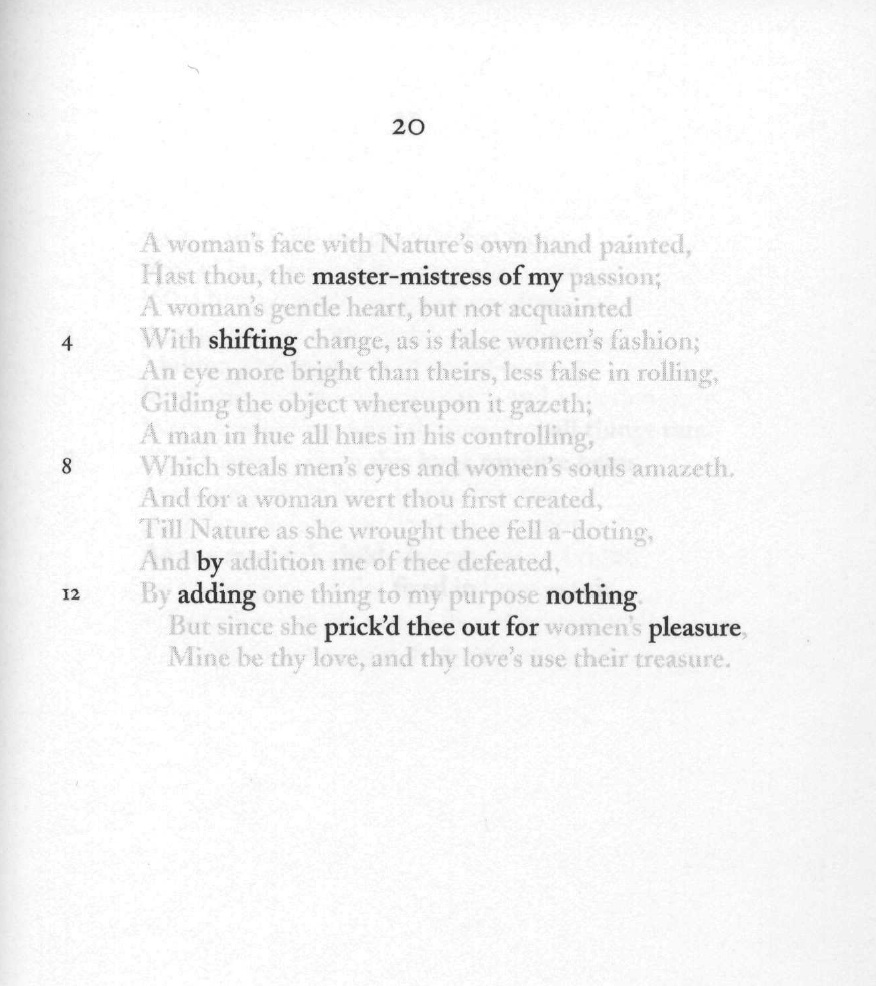 20
A woman's face with Nature's own hand painted,
Hast thou, the master-mistress of my passion;
A woman's gentle heart, but not acquainted
4 With shifting change, as is false women's fashion;
An eye more bright than theirs, less false in rolling,
Gilding the object whereupon it gazeth;
A man in hue all hues in his controlling,
8 Which steals men's eyes and women's souls amazeth.
And for a woman wert thou first created,
Till Nature as she wrought thee fell a-doting,
And by addition me of thee defeated,
12 By adding one thing to my purpose nothing.
But since she prick'd thee out for women's pleasure,
Mine be thy love, and thy love's use their treasure.